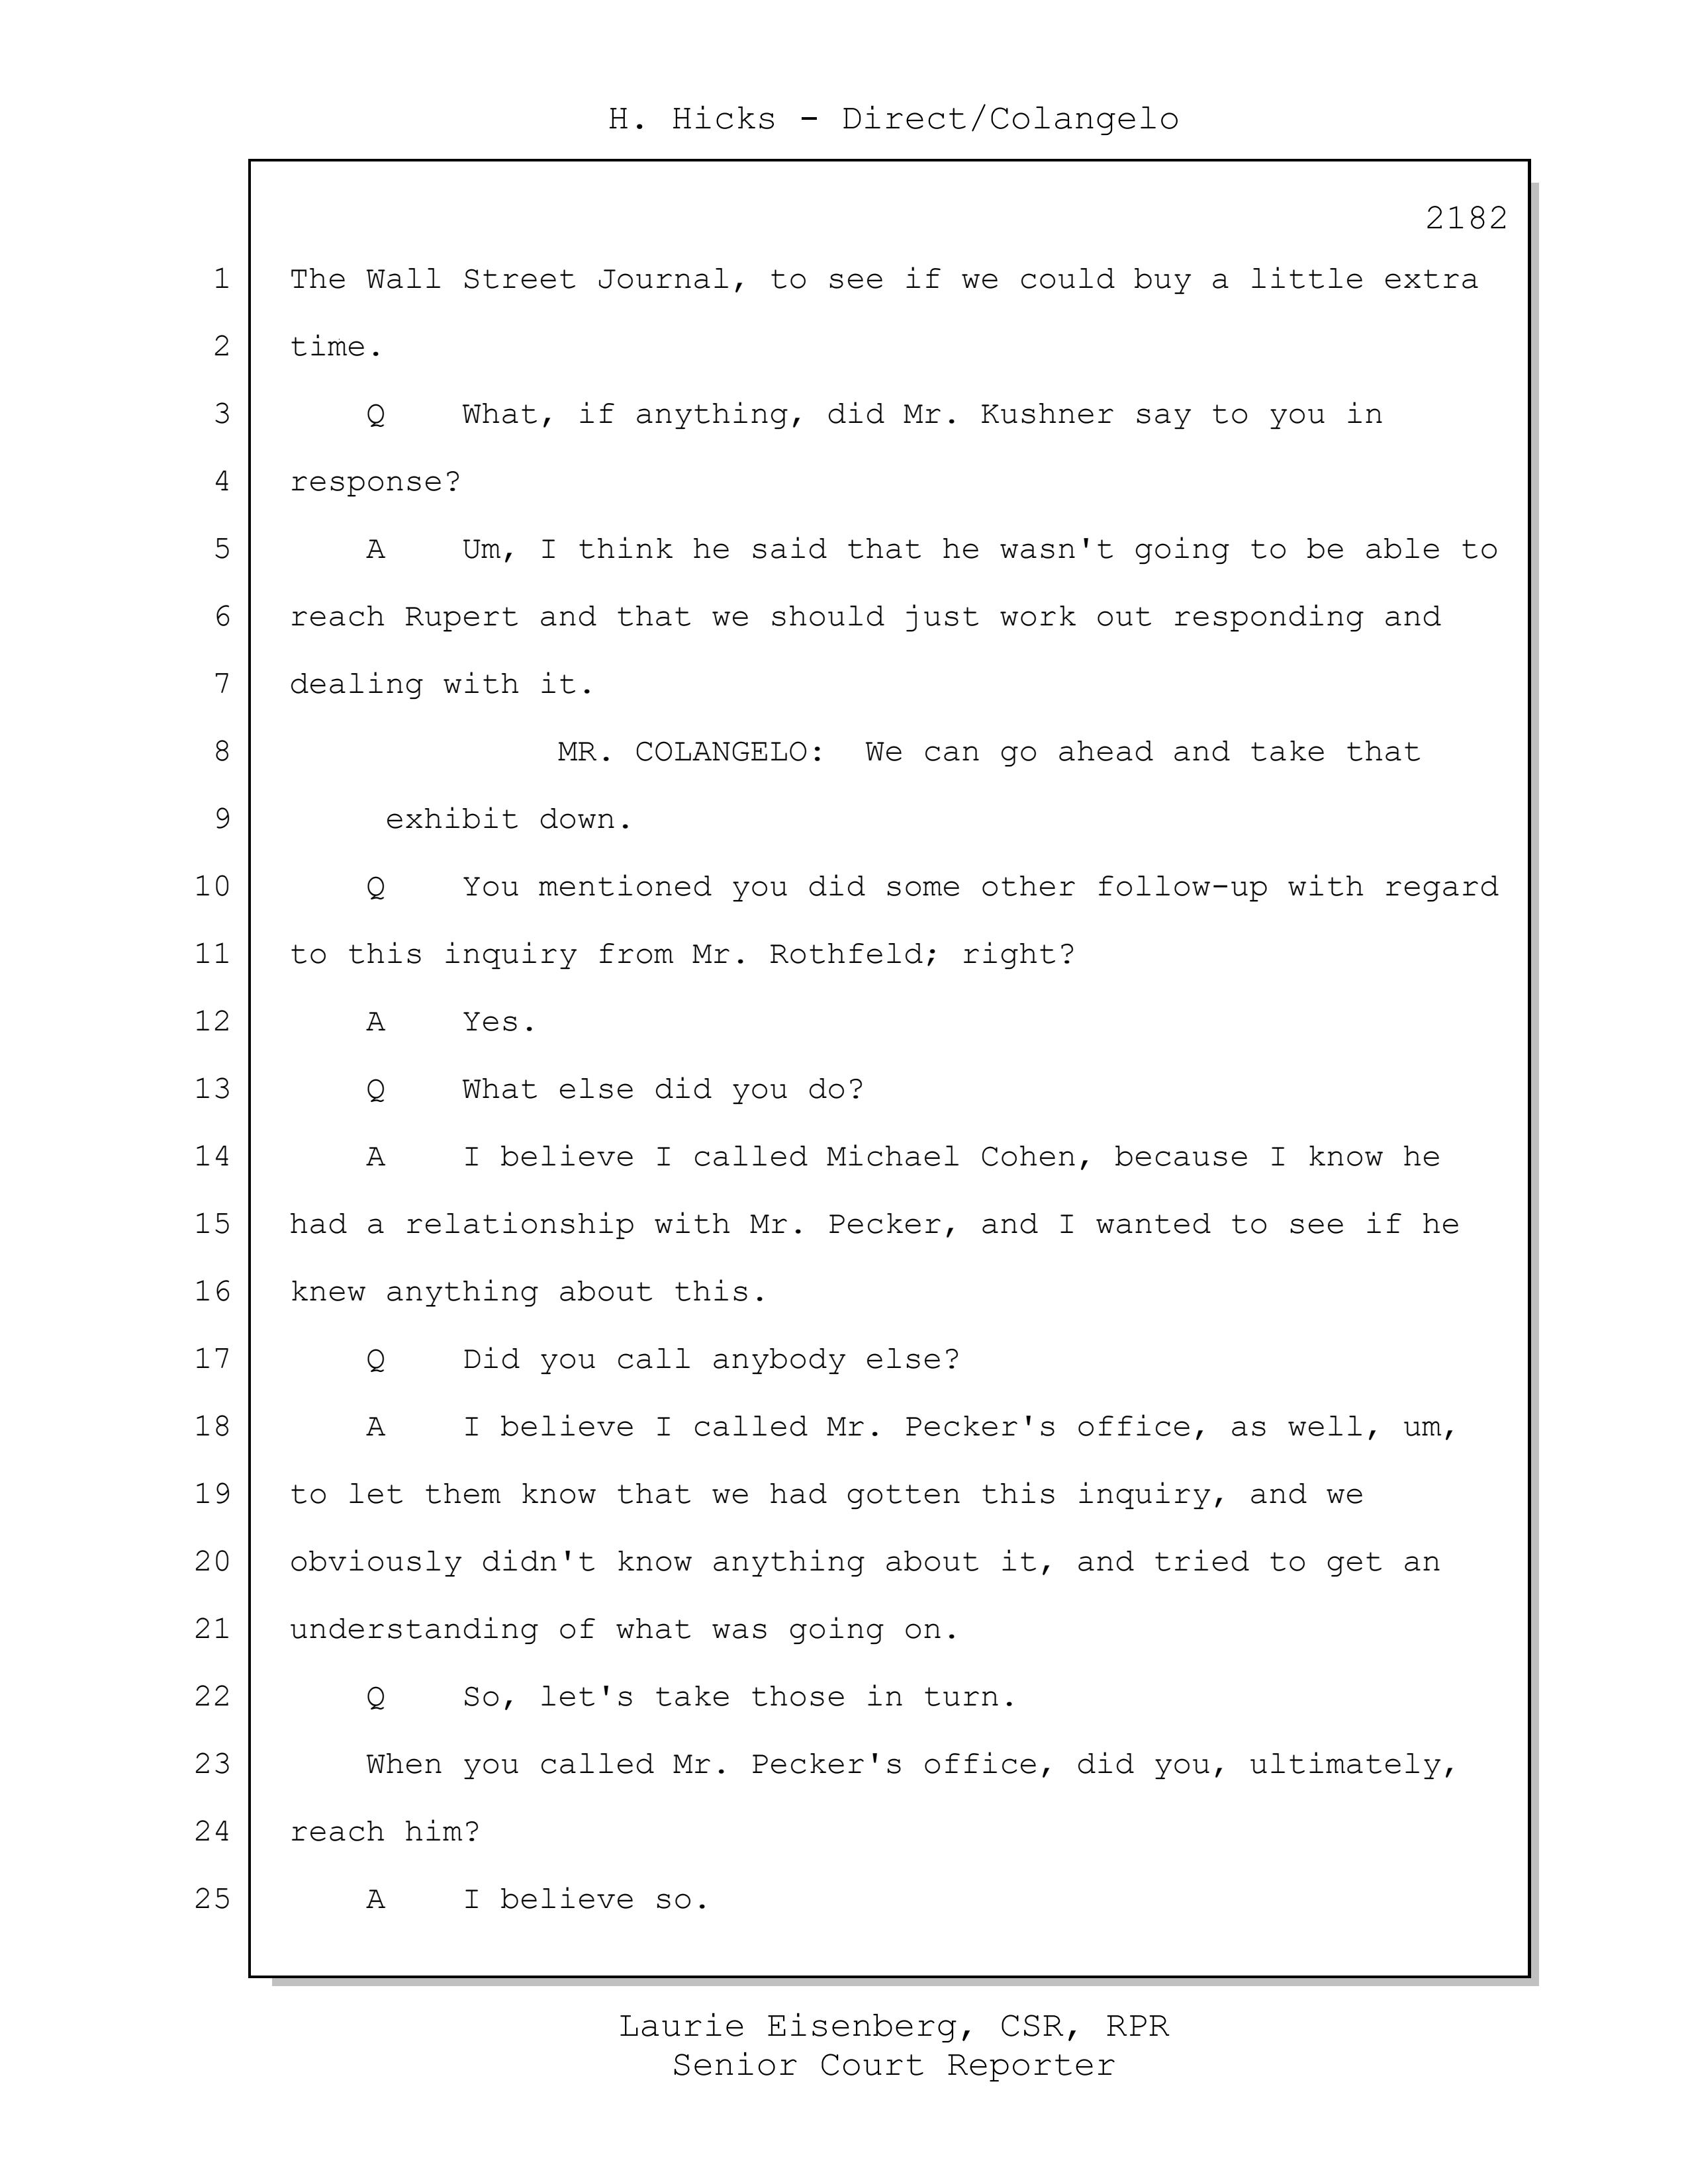 H. Hicks - Direct/Colangelo
2182
1 The Wall Street Journal, to see if we could buy a little extra
2 time.
3 Q What, if anything, did Mr. Kushner say to you in
4 response?
5 A Um, I think he said that he wasn't going to be able to
6 reach Rupert and that we should just work out responding and
7 dealing with it.
8 MR. COLANGELO: We can go ahead and take that
9 exhibit down.
10 Q You mentioned you did some other follow-up with regard
11 to this inquiry from Mr. Rothfeld; right?
12 A Yes.
13 Q What else did you do?
14 A I believe I called Michael Cohen, because I know he
15 had a relationship with Mr. Pecker, and I wanted to see if he
16 knew anything about this.
17 Q Did you call anybody else?
18 A I believe I called Mr. Pecker's office, as well, um,
19 to let them know that we had gotten this inquiry, and we
20 obviously didn't know anything about it, and tried to get an
21 understanding of what was going on.
22 Q So, let's take those in turn.
23 When you called Mr. Pecker's office, did you, ultimately,
24 reach him?
25 A I believe so.
Laurie Eisenberg, CSR, RPR
Senior Court Reporter